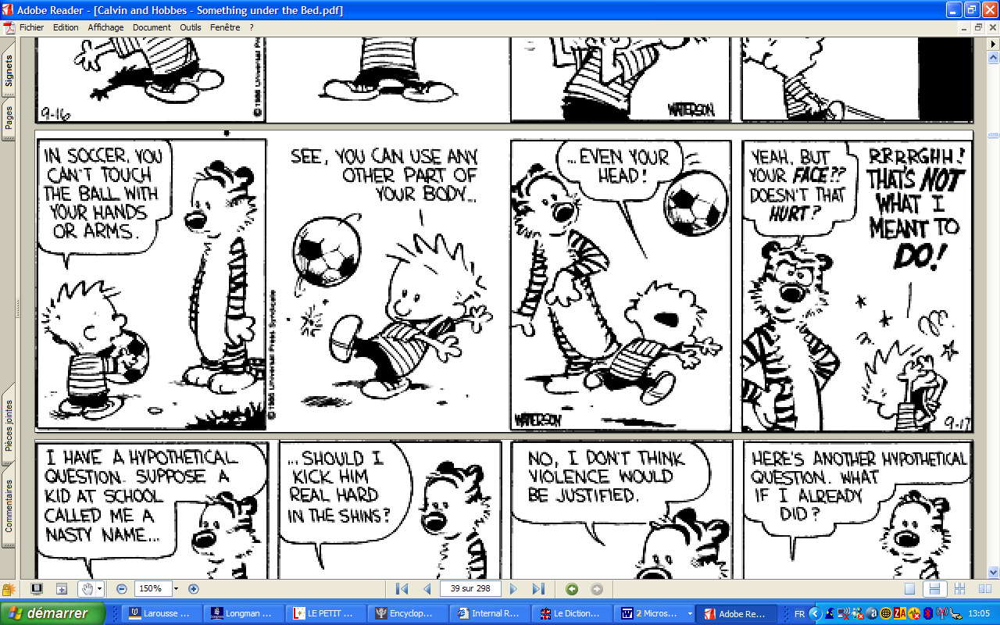 Adobe Reader - [Calvin and Hobbes - Something under the Bed.pdf]
Fichier Edition Affichage Document Outils Fenêtre ?
Signets
Pages
Pièces jointes
Commentaires
9-16
© 1986 Universal Pre
WATTERSON
IN SOCCER, YOU
CAN'T TOUCH
THE BALL WITH
YOUR HANDS
OR ARMS.
© 1986 Universal Press Syndicate
SEE, YOU CAN USE ANY
OTHER PART OF
YOUR BODY...
...EVEN YOUR
HEAD!
WATTERSON
YEAH, BUT
YOUR FACE??
DOESN'T THAT
HURT?
RRRRGHH!
THAT'S NOT
WHAT I
MEANT TO
DO!
9-17
I HAVE A HYPOTHETICAL
QUESTION. SUPPOSE A
KID AT SCHOOL
CALLED ME A
NASTY NAME...
...SHOULD I
KICK HIM
REAL HARD
IN THE SHINS?
NO, I DON'T THINK
VIOLENCE WOULD
BE JUSTIFIED.
HERE'S ANOTHER HYPOTHETICAL
QUESTION. WHAT
IF I ALREADY
DID?
150%
39 sur 298
démarrer
Larousse ...
Longman ...
LE PETIT ...
Encyclop...
Internal R...
Le Diction...
2 Micros...
Adobe Re...
FR
13:05